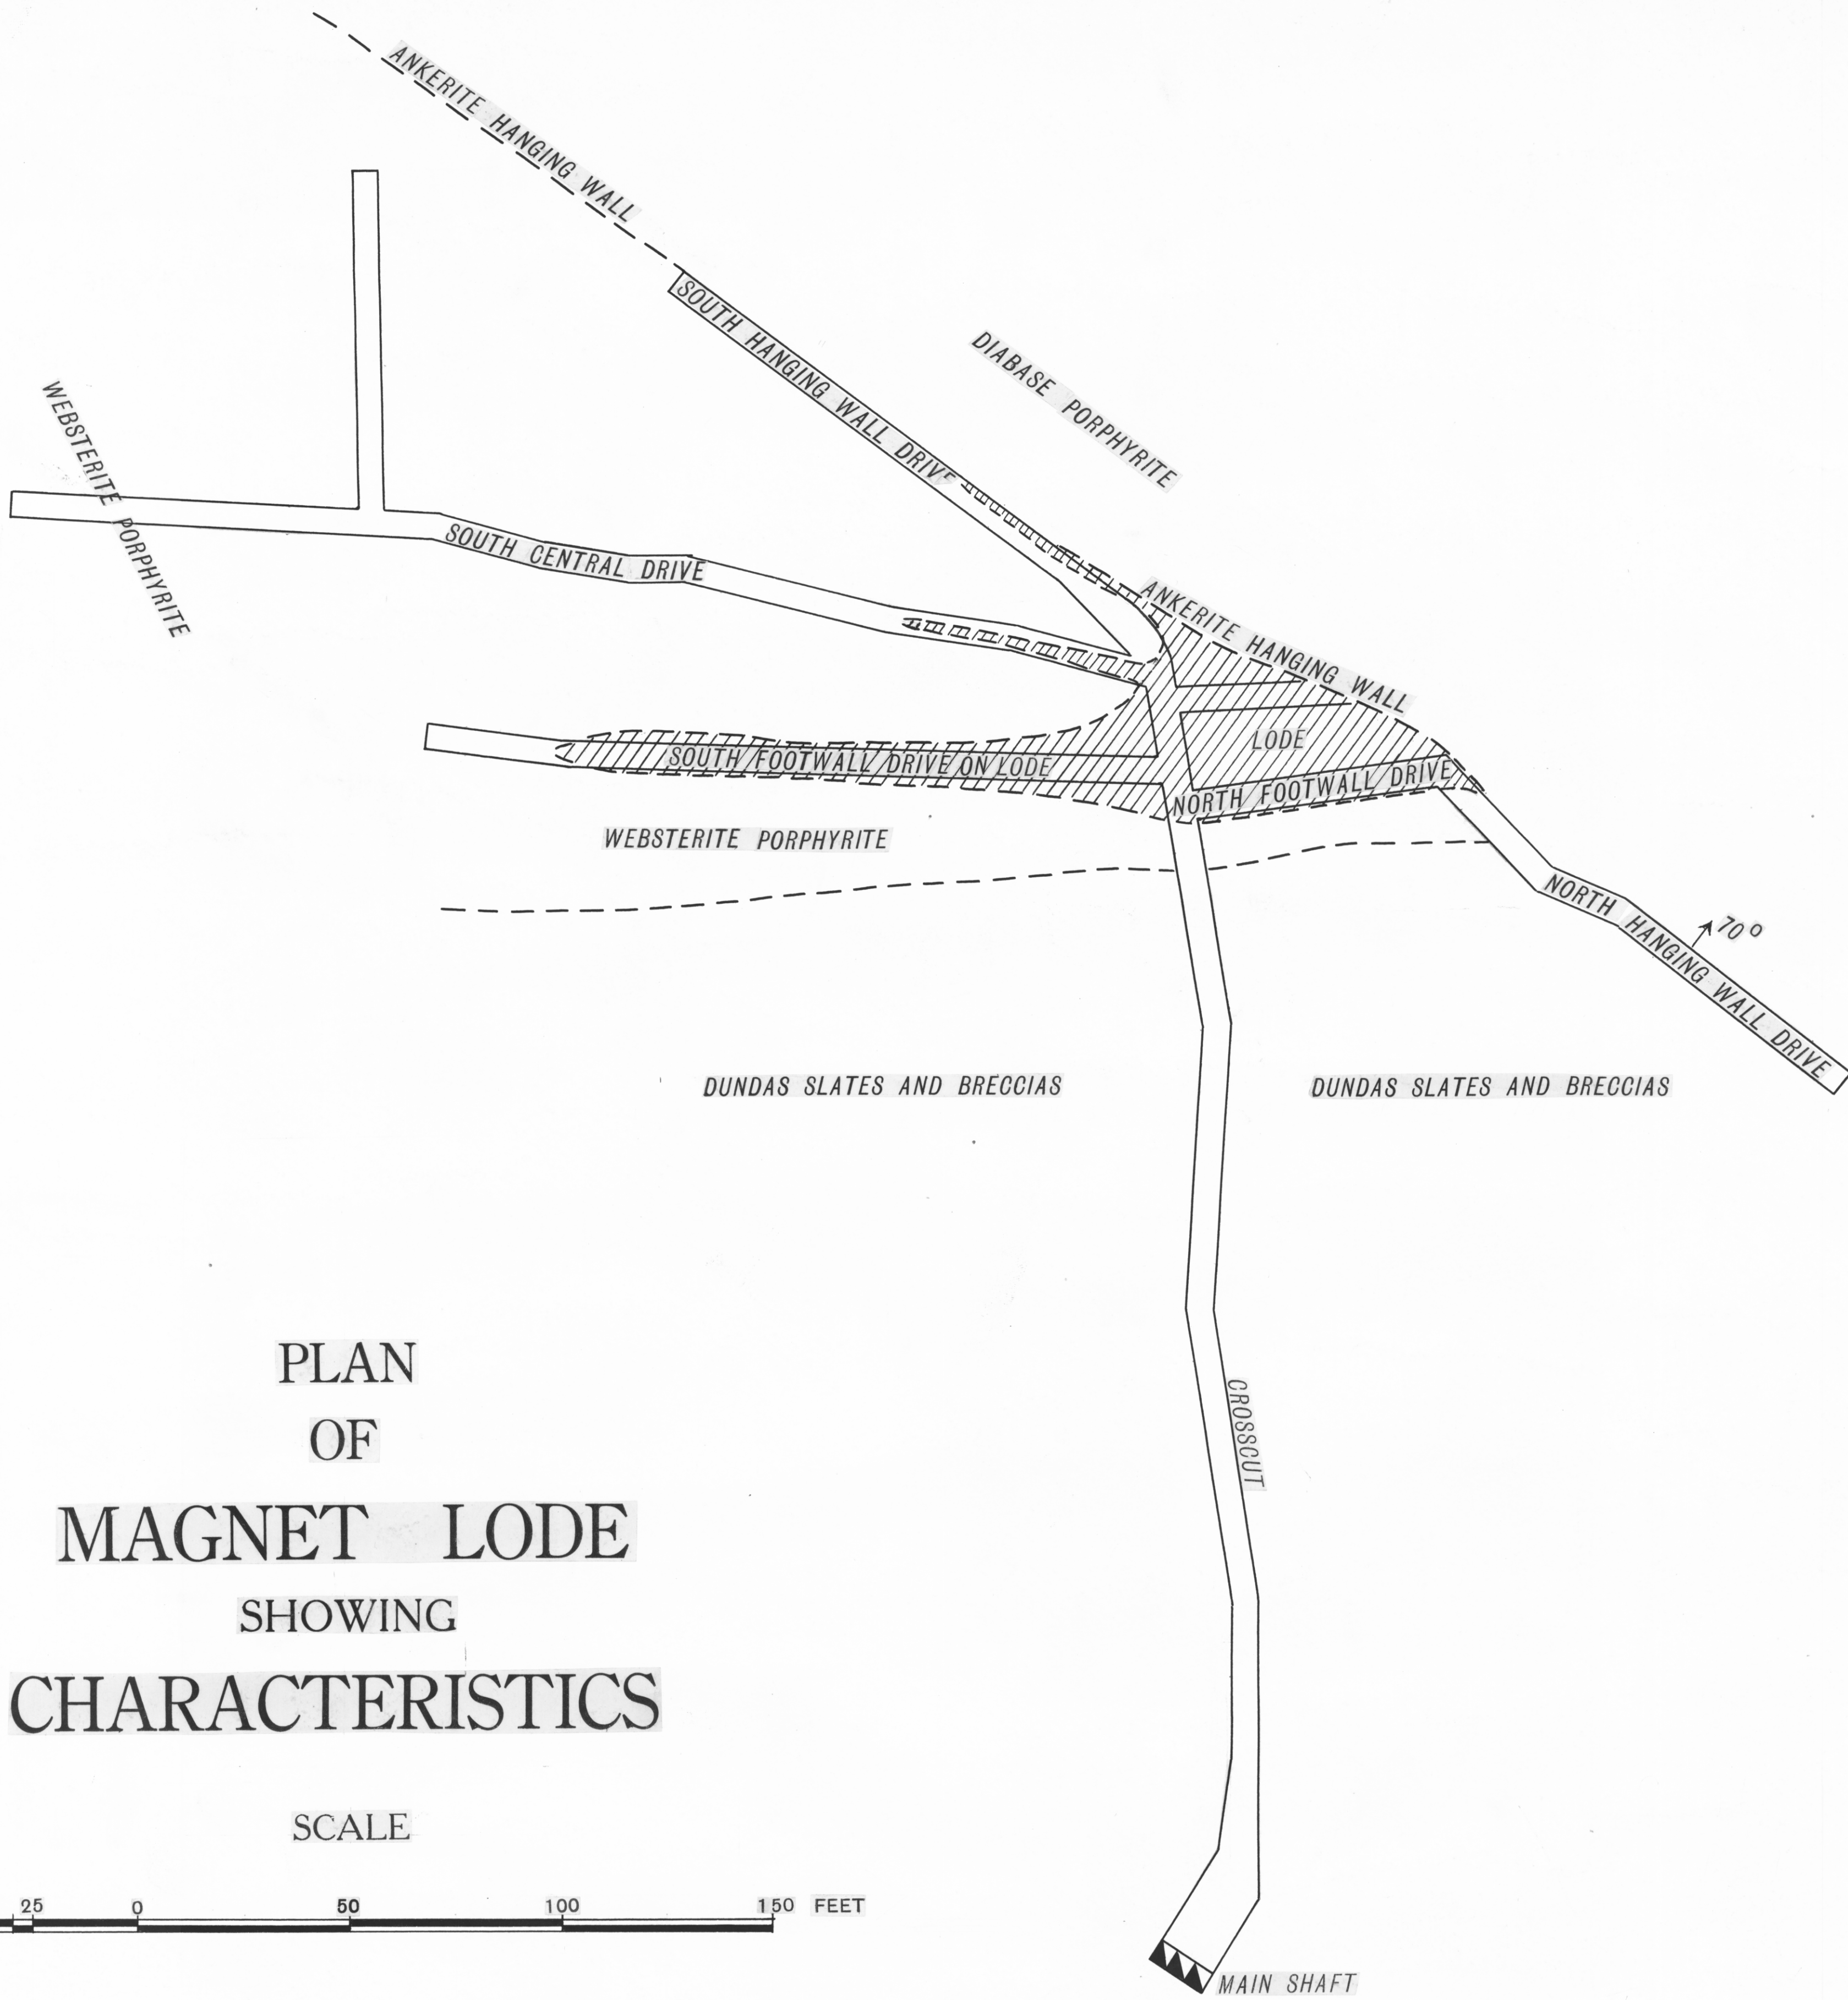 ANKERITE HANGING WALL
SOUTH HANGING WALL DRIVE
DIABASE PORPHYRITE
WEBSTERITE PORPHYRITE
SOUTH CENTRAL DRIVE
ANKERITE HANGING WALL
LODE
SOUTH FOOTWALL DRIVE ON LODE
NORTH FOOTWALL DRIVE
WEBSTERITE PORPHYRITE
NORTH HANGING WALL DRIVE
70°
DUNDAS SLATES AND BRECCIAS
DUNDAS SLATES AND BRECCIAS
CROSSCUT
PLAN
OF
MAGNET LODE
SHOWING
CHARACTERISTICS
SCALE
25 0 50 100 150 FEET
MAIN SHAFT